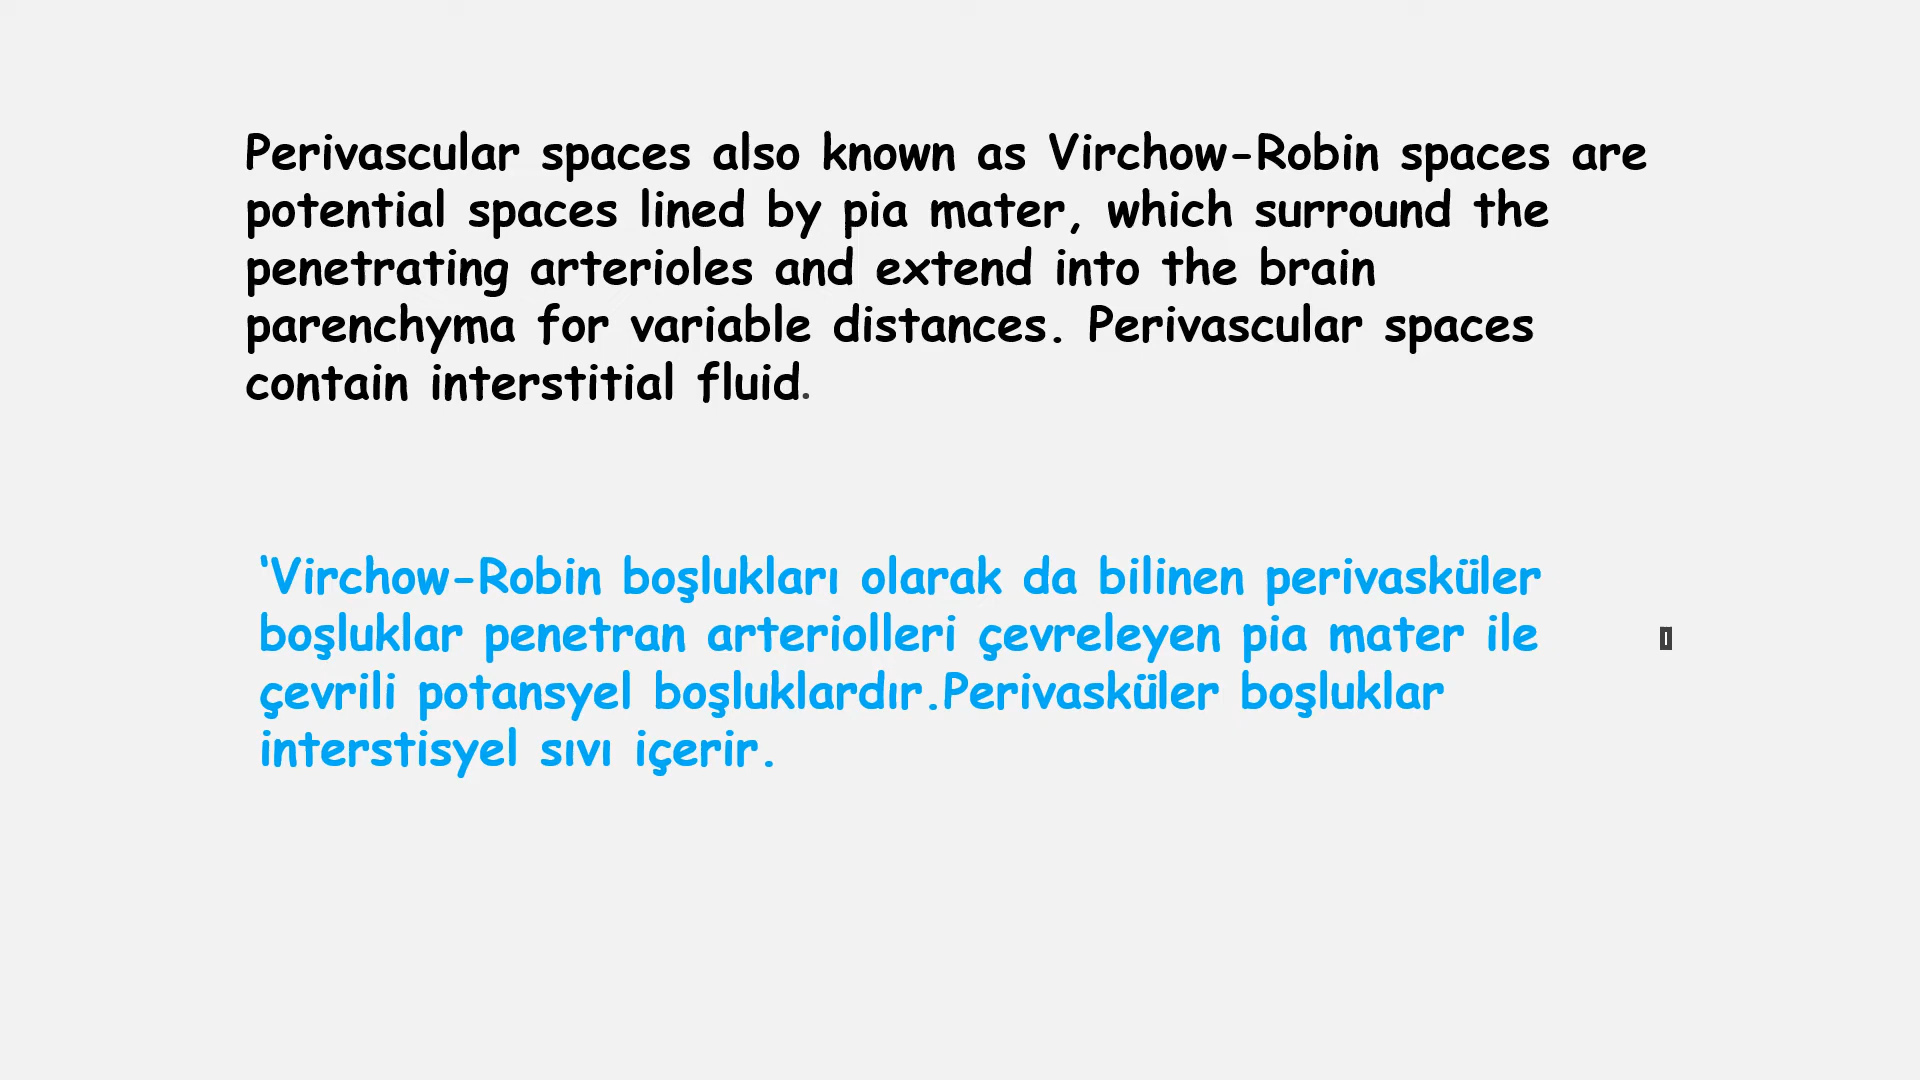 Perivascular spaces also known as Virchow-Robin spaces are
potential spaces lined by pia mater, which surround the
penetrating arterioles and extend into the brain
parenchyma for variable distances. Perivascular spaces
contain interstitial fluid.
‘Virchow-Robin boşlukları olarak da bilinen perivasküler
boşluklar penetran arteriolleri çevreleyen pia mater ile
çevrili potansyel boşluklardır.Perivasküler boşluklar
interstisyel sıvı içerir.